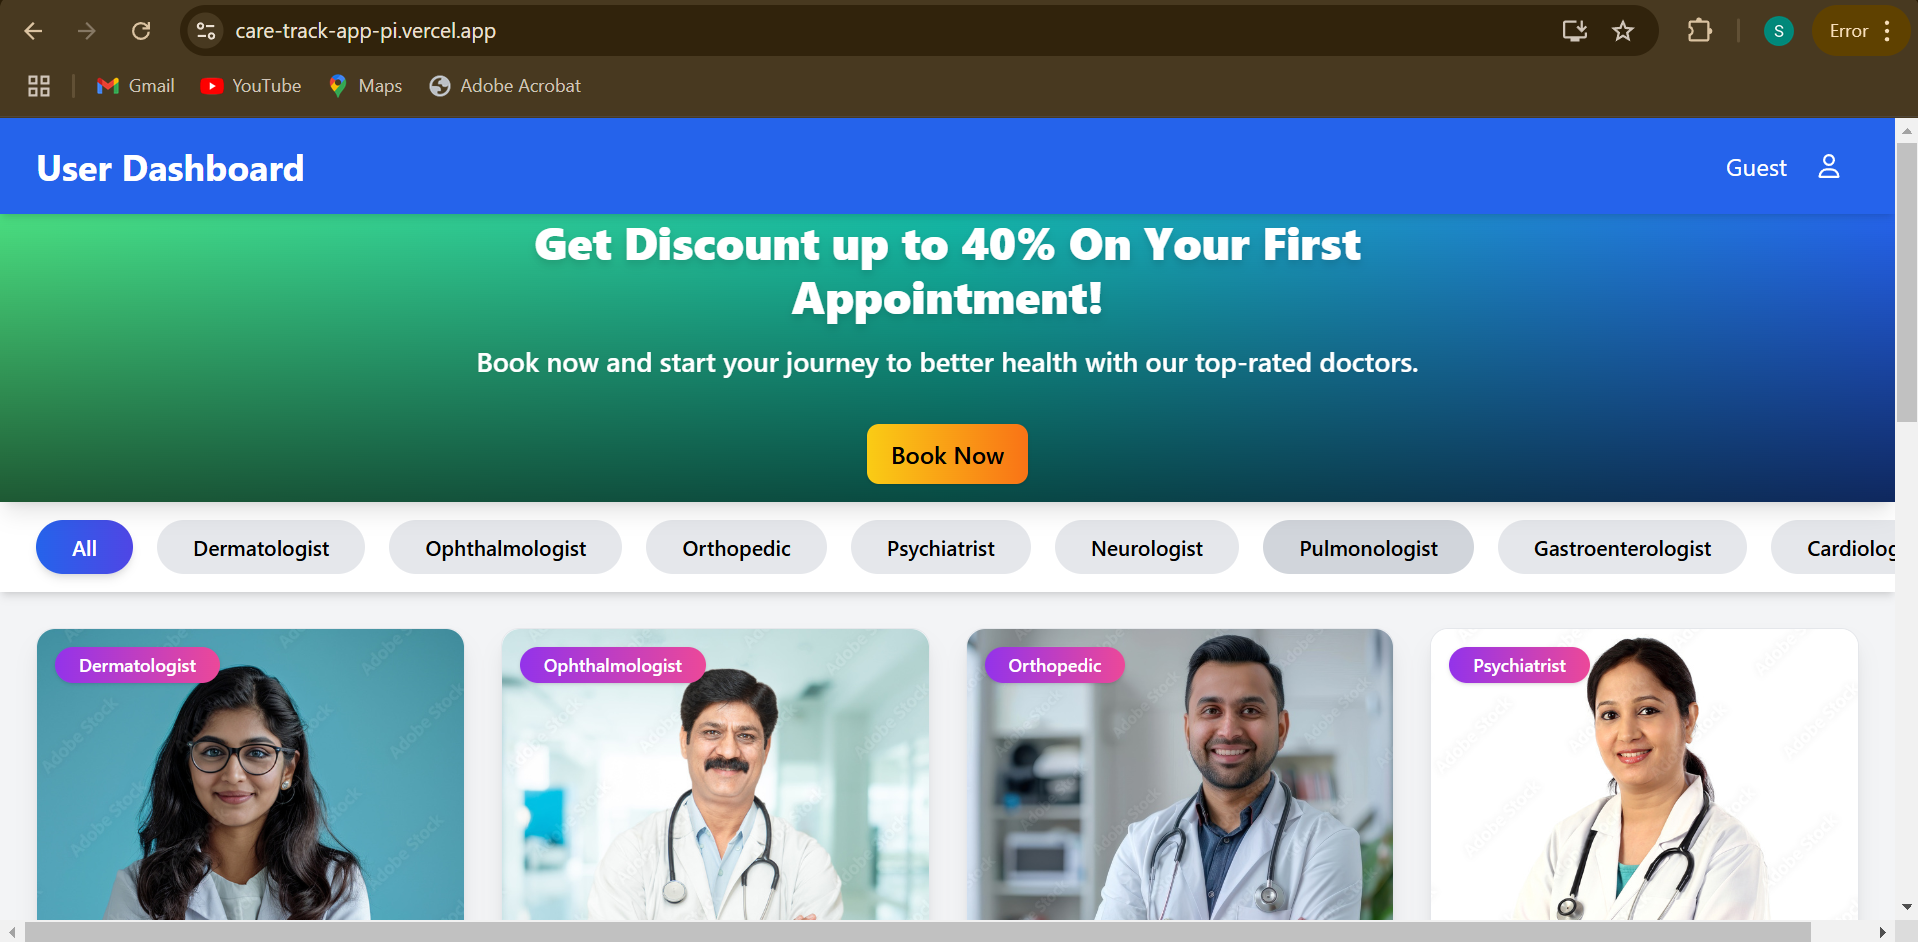 care-track-app-pi.vercel.app
S
Error
Gmail
YouTube
Maps
Adobe Acrobat
User Dashboard
Guest
Get Discount up to 40% On Your First
Appointment!
Book now and start your journey to better health with our top-rated doctors.
Book Now
All
Dermatologist
Ophthalmologist
Orthopedic
Psychiatrist
Neurologist
Pulmonologist
Gastroenterologist
Cardiolog
Dermatologist
Ophthalmologist
Orthopedic
Psychiatrist
Adobe Stock